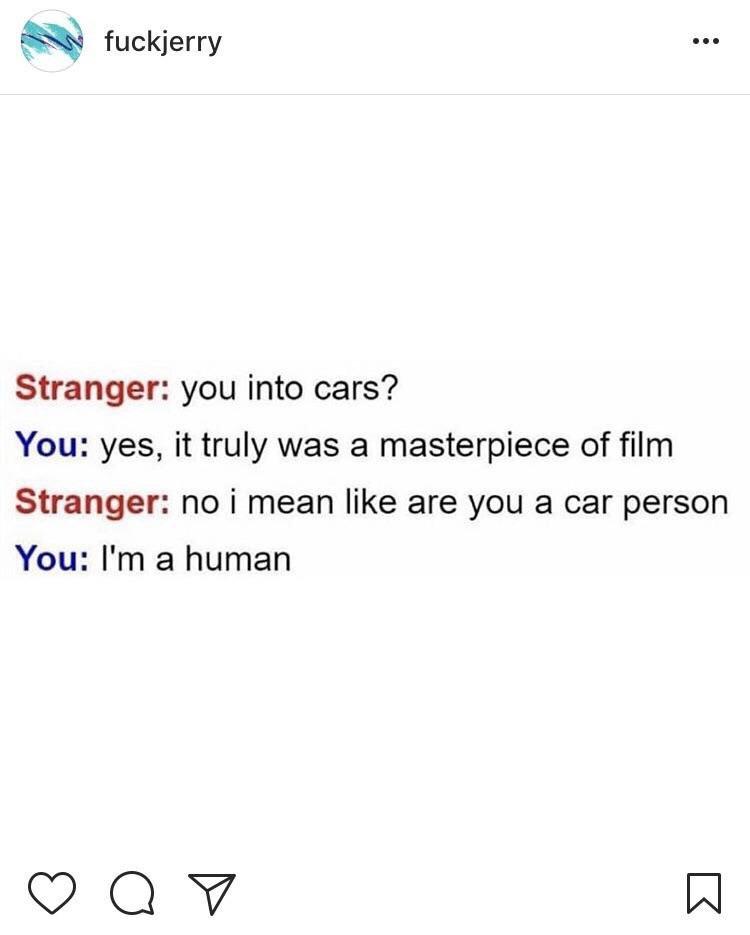 fuckjerry
Stranger: you into cars?
You: yes, it truly was a masterpiece of film
Stranger: no i mean like are you a car person
You: I'm a human